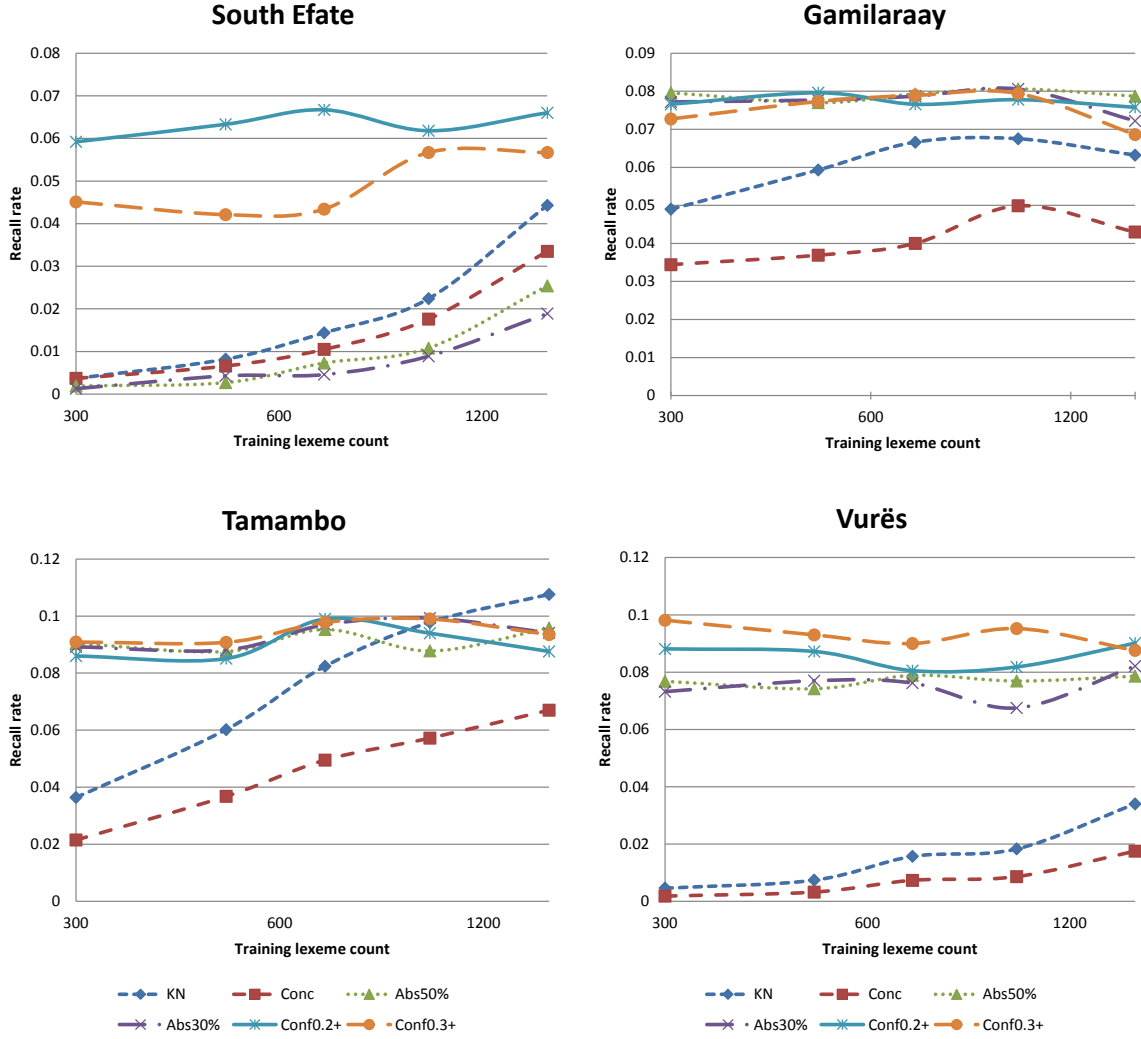 South Efate
0.08
0.07
0.06
0.05
0.04
0.03
0.02
0.01
0
Recall rate
300 600 1200
Training lexeme count
Gamilaraay
0.09
0.08
0.07
0.06
0.05
0.04
0.03
0.02
0.01
0
Recall rate
300 600 1200
Training lexeme count
Tamambo
0.12
0.1
0.08
0.06
0.04
0.02
0
Recall rate
300 600 1200
Training lexeme count
KN Conc Abs50%
Abs30% Conf0.2+ Conf0.3+
Vurës
0.12
0.1
0.08
0.06
0.04
0.02
0
Recall rate
300 600 1200
Training lexeme count
KN Conc Abs50%
Abs30% Conf0.2+ Conf0.3+